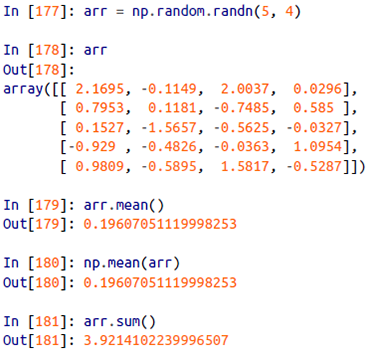 In [177]: arr = np.random.randn(5, 4)
In [178]: arr
Out[178]:
array([[ 2.1695, -0.1149,  2.0037,  0.0296],
       [ 0.7953,  0.1181, -0.7485,  0.585 ],
       [ 0.1527, -1.5657, -0.5625, -0.0327],
       [-0.929 , -0.4826, -0.0363,  1.0954],
       [ 0.9809, -0.5895,  1.5817, -0.5287]])
In [179]: arr.mean()
Out[179]: 0.19607051119998253
In [180]: np.mean(arr)
Out[180]: 0.19607051119998253
In [181]: arr.sum()
Out[181]: 3.9214102239996507